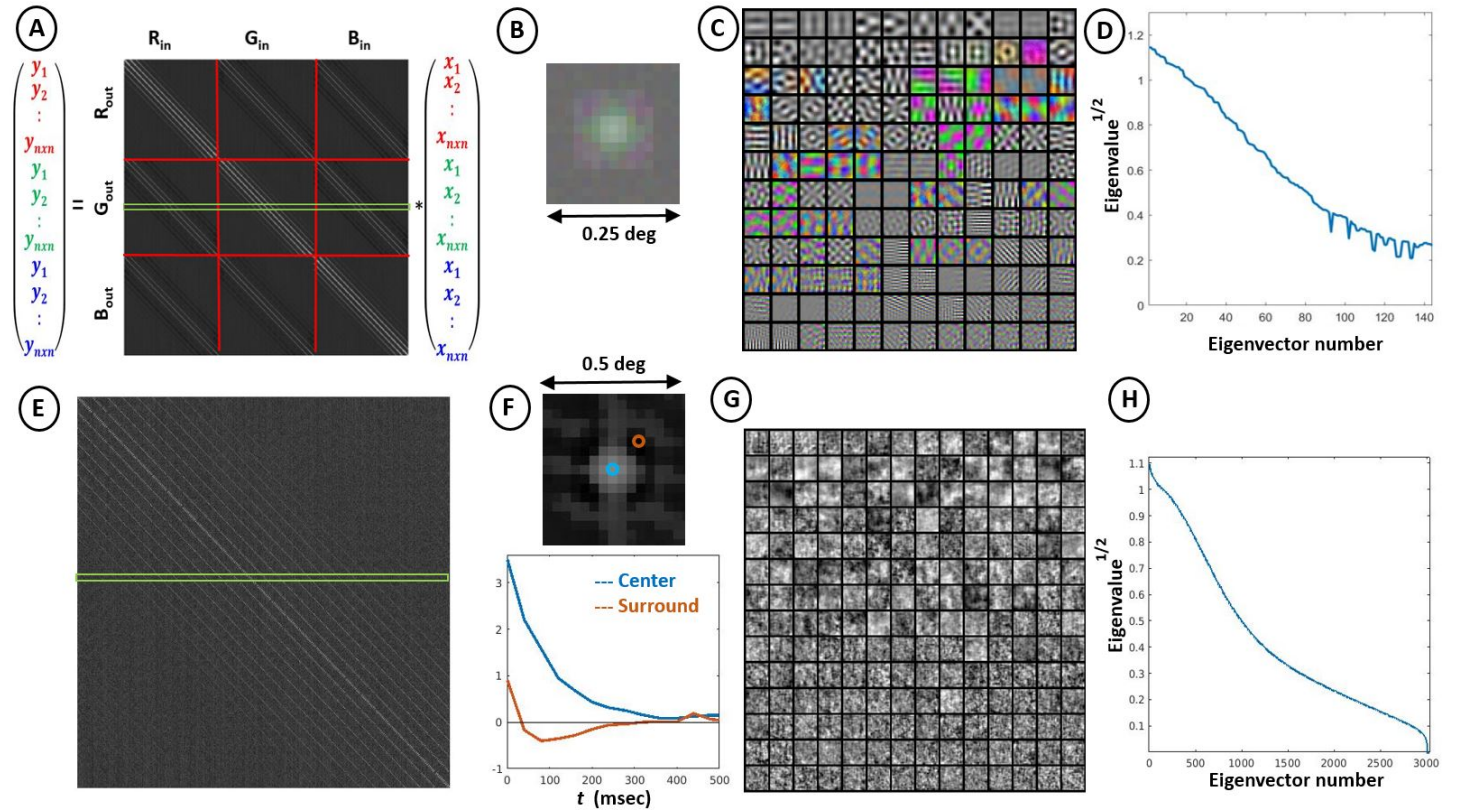 A
R_in G_in B_in
R_out
G_out
B_out
y_1
y_2
:
y_nxn
y_1
y_2
:
y_nxn
y_1
y_2
:
y_nxn
=
*
x_1
x_2
:
x_nxn
x_1
x_2
:
x_nxn
x_1
x_2
:
x_nxn
B
0.25 deg
C
D
Eigenvalue^1/2
1.2
1
0.8
0.6
0.4
0.2
0
20 40 60 80 100 120 140
Eigenvector number
E
F
0.5 deg
--- Center
--- Surround
3
2
1
0
-1
0 100 200 300 400 500
t (msec)
G
H
Eigenvalue^1/2
1.1
1
0.9
0.8
0.7
0.6
0.5
0.4
0.3
0.2
0.1
0 500 1000 1500 2000 2500 3000
Eigenvector number